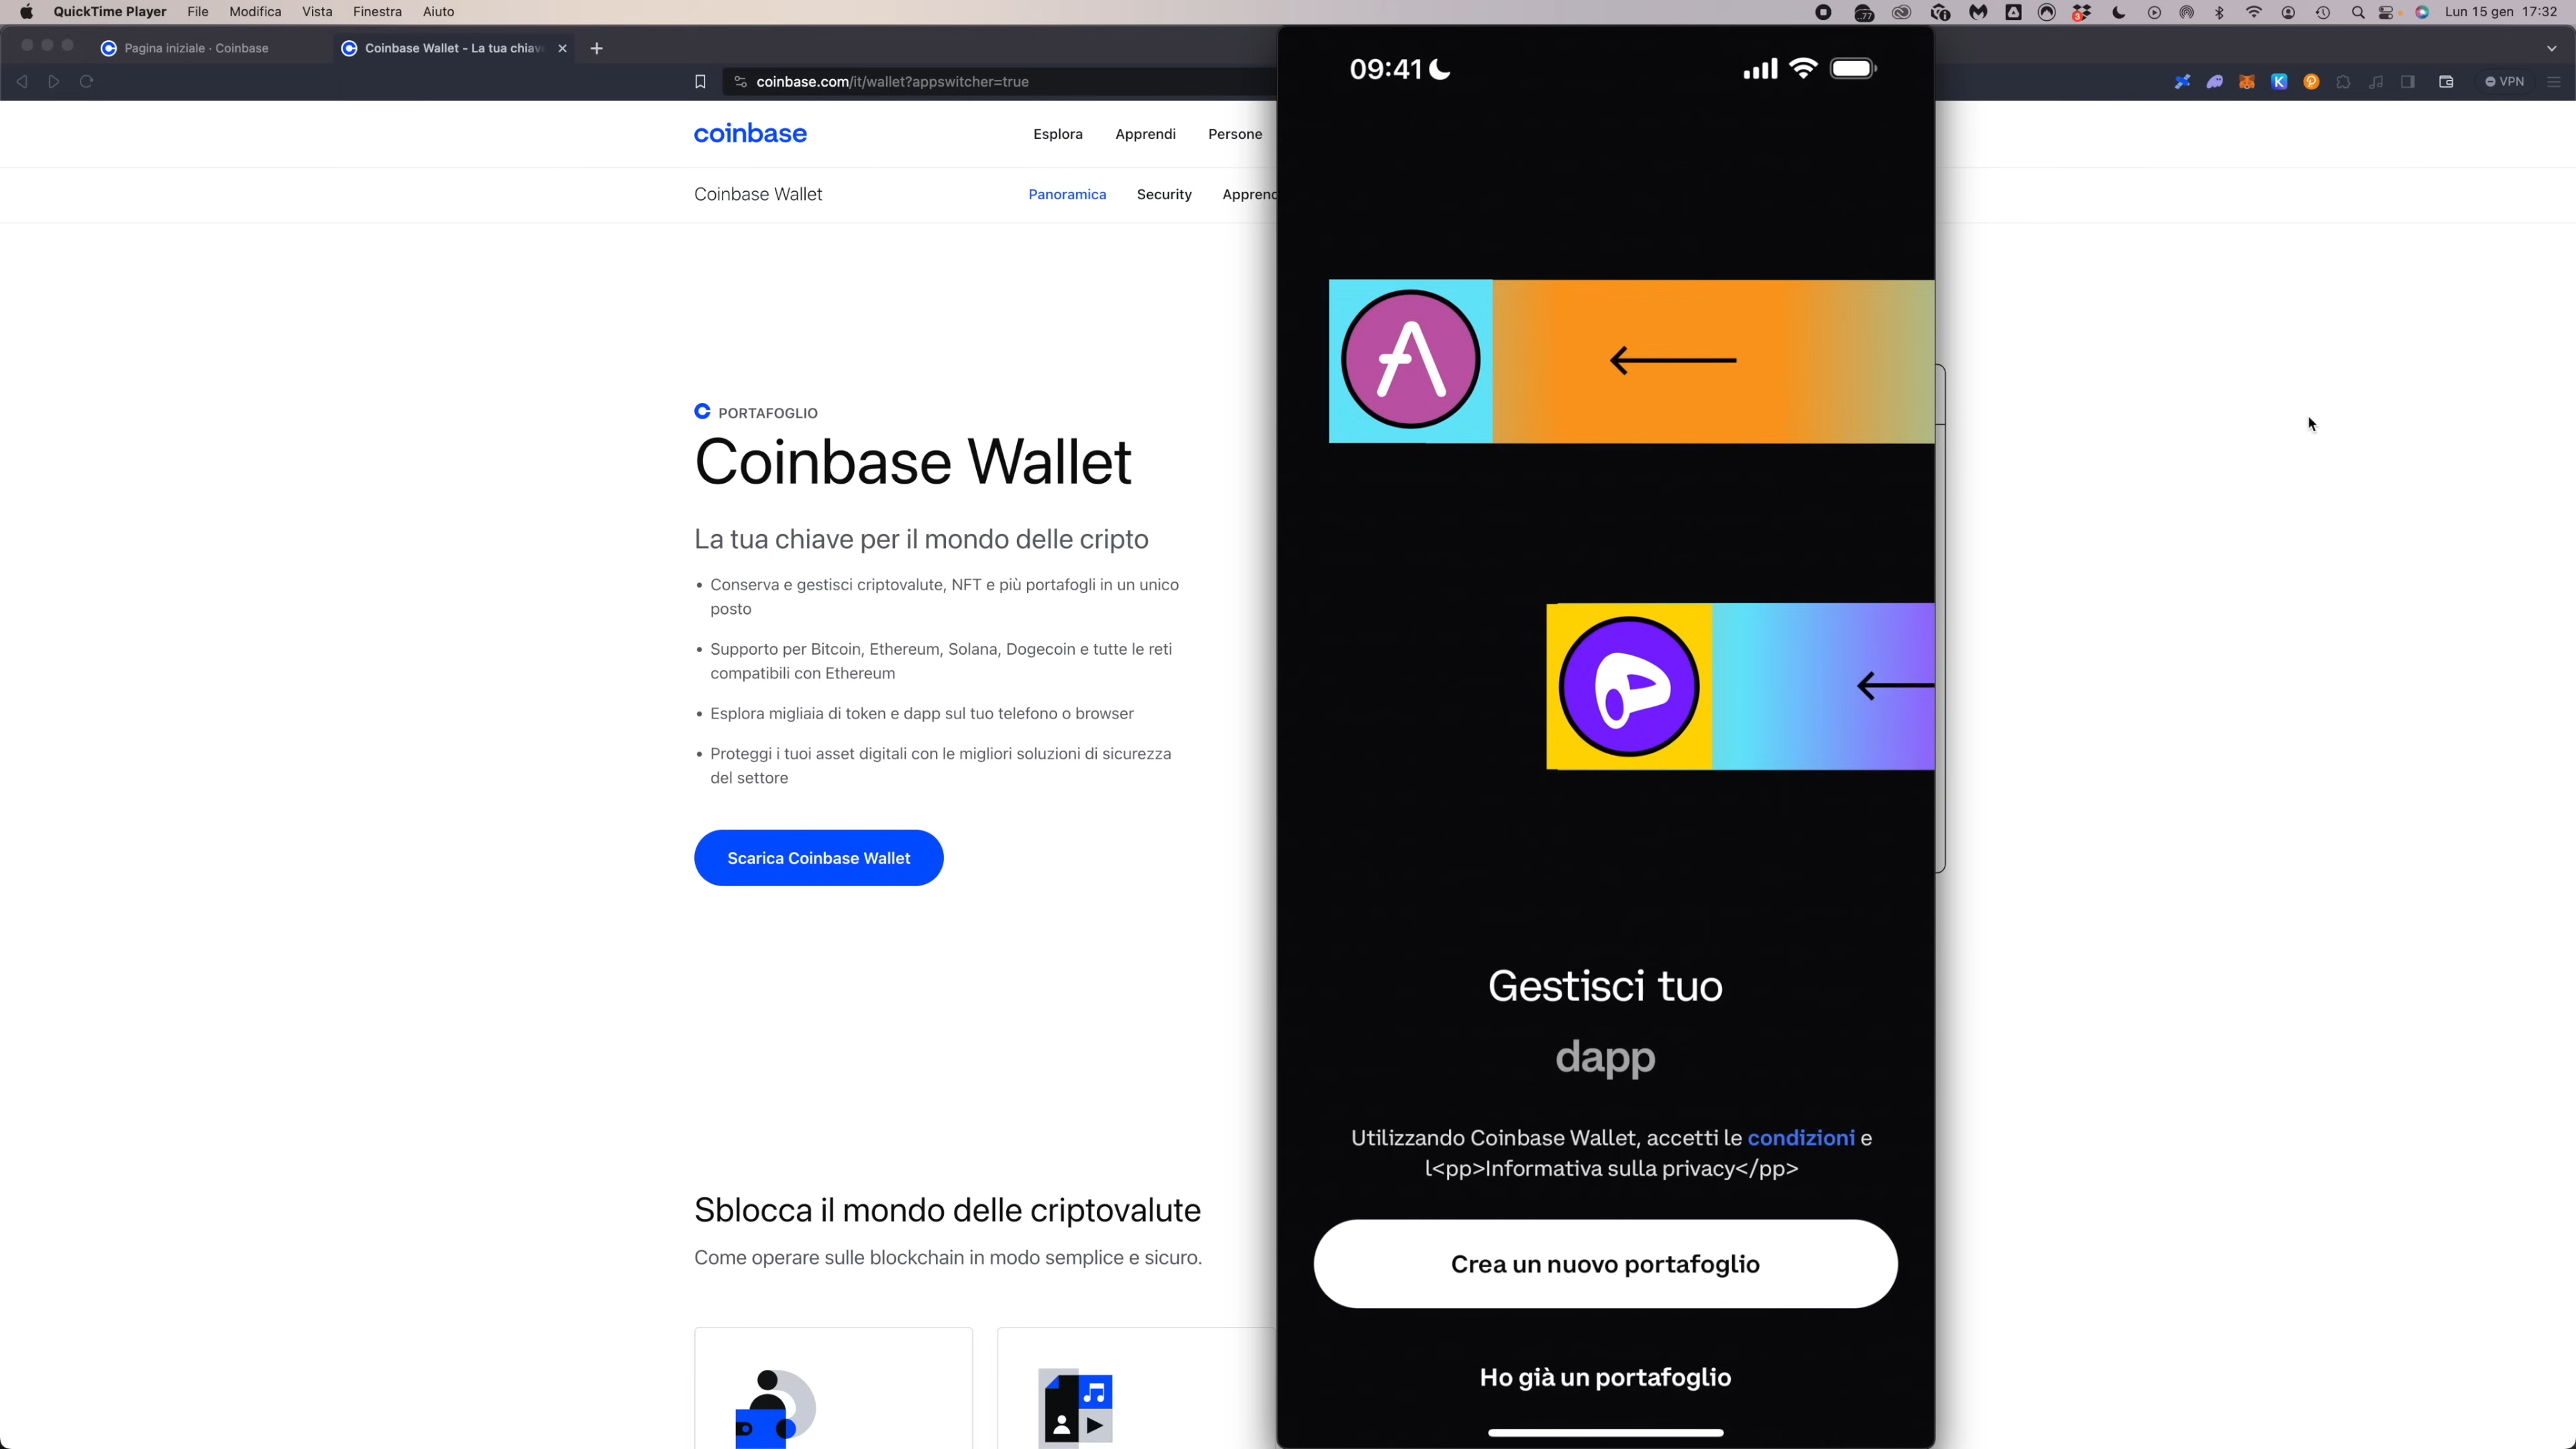 QuickTime Player File Modifica Vista Finestra Aiuto
77
3
Lun 15 gen 17:32
Pagina iniziale · Coinbase
Coinbase Wallet - La tua chiav
coinbase.com/it/wallet?appswitcher=true
K
VPN
coinbase
Esplora Apprendi Persone
Coinbase Wallet
Panoramica Security Apprend
PORTAFOGLIO
Coinbase Wallet
La tua chiave per il mondo delle cripto
• Conserva e gestisci criptovalute, NFT e più portafogli in un unico
posto
• Supporto per Bitcoin, Ethereum, Solana, Dogecoin e tutte le reti
compatibili con Ethereum
• Esplora migliaia di token e dapp sul tuo telefono o browser
• Proteggi i tuoi asset digitali con le migliori soluzioni di sicurezza
del settore
Scarica Coinbase Wallet
Sblocca il mondo delle criptovalute
Come operare sulle blockchain in modo semplice e sicuro.
09:41
Gestisci tuo
dapp
Utilizzando Coinbase Wallet, accetti le condizioni e
l<pp>Informativa sulla privacy</pp>
Crea un nuovo portafoglio
Ho già un portafoglio